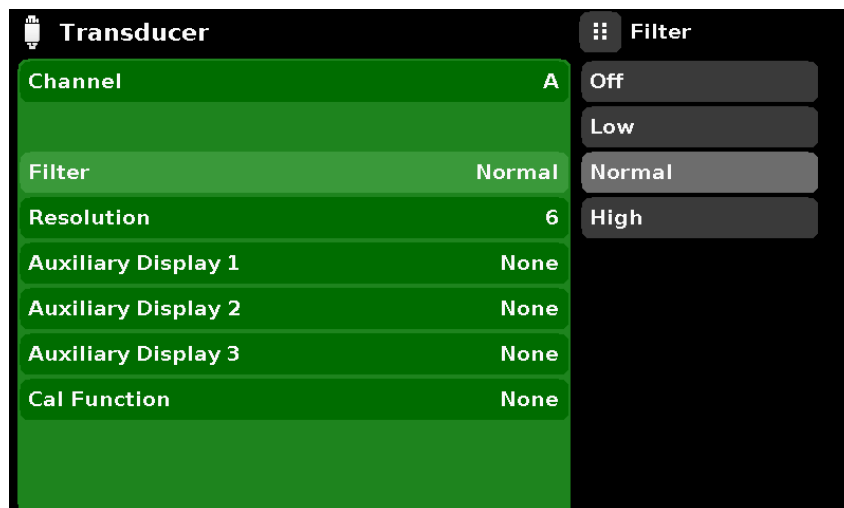 Transducer
Channel A
Filter Normal
Resolution 6
Auxiliary Display 1 None
Auxiliary Display 2 None
Auxiliary Display 3 None
Cal Function None
Filter
Off
Low
Normal
High